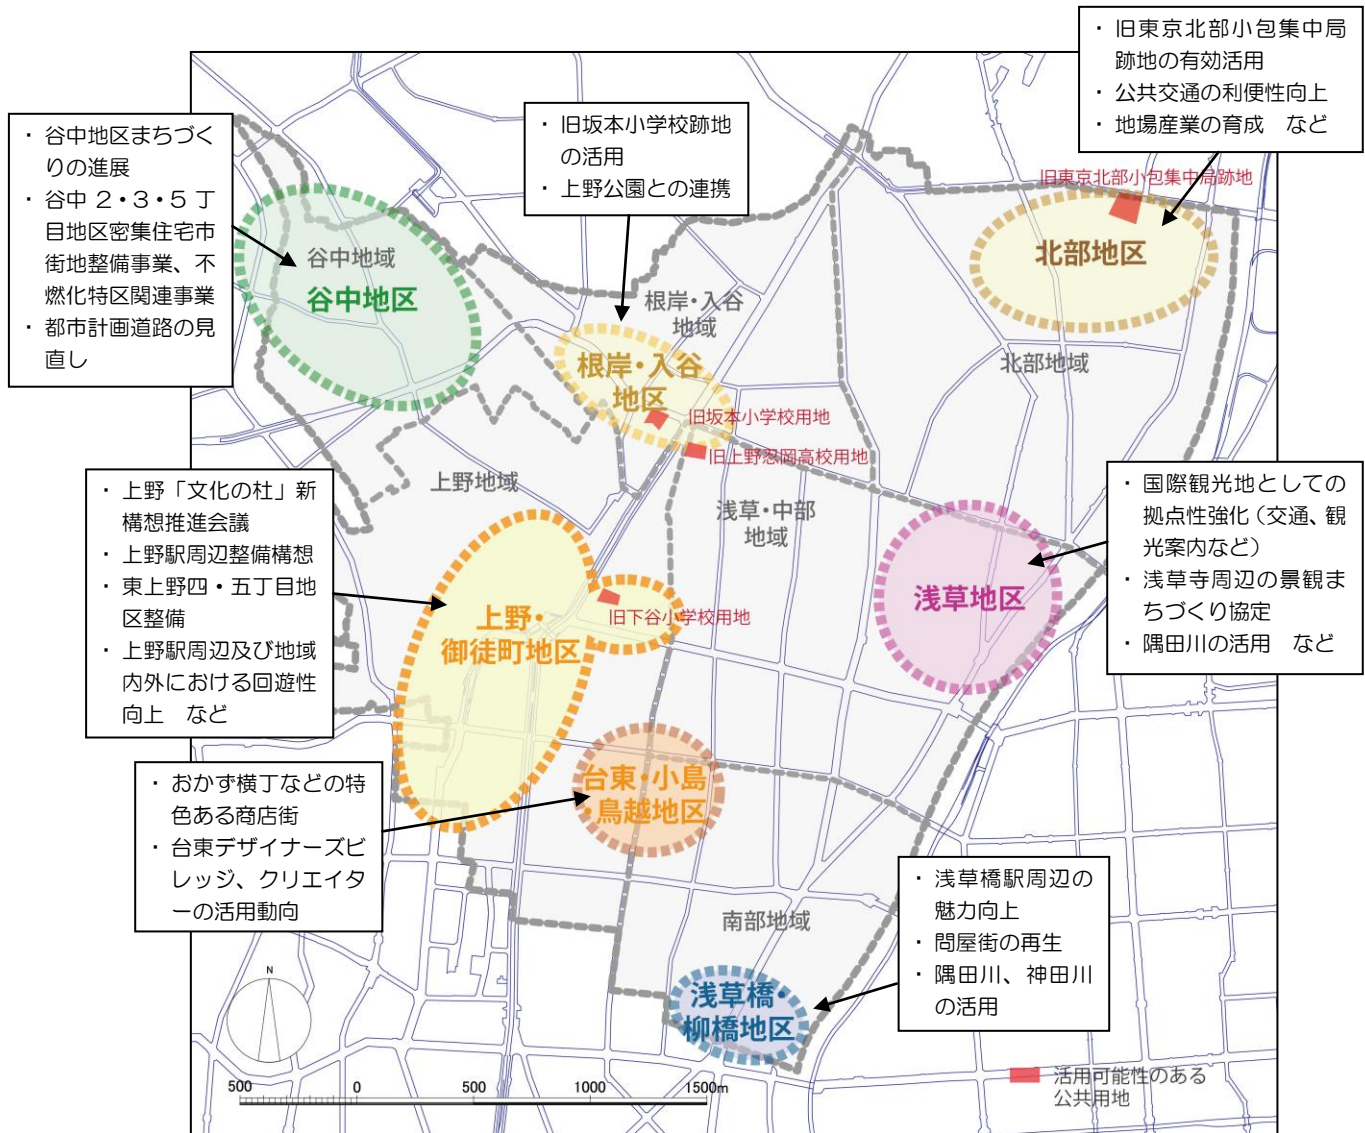 ・ 旧東京北部小包集中局
跡地の有効活用
・ 公共交通の利便性向上
・ 地場産業の育成　など
・ 谷中地区まちづく
りの進展
・ 谷中 2・3・5 丁
目地区密集住宅市
街地整備事業、不
燃化特区関連事業
・ 都市計画道路の見
直し
・ 旧坂本小学校跡地
の活用
・ 上野公園との連携
旧東京北部小包集中局跡地
北部地区
谷中地域
谷中地区
根岸・入谷
地域
根岸・入谷
地区
北部地域
旧坂本小学校用地
旧上野忍岡高校用地
上野地域
浅草・中部
地域
・ 上野「文化の杜」新
構想推進会議
・ 上野駅周辺整備構想
・ 東上野四・五丁目地
区整備
・ 上野駅周辺及び地域
内外における回遊性
向上　など
・ 国際観光地としての
拠点性強化（交通、観
光案内など）
・ 浅草寺周辺の景観ま
ちづくり協定
・ 隅田川の活用　など
浅草地区
上野・
御徒町地区
旧下谷小学校用地
・ おかず横丁などの特
色ある商店街
・ 台東デザイナーズビ
レッジ、クリエイタ
ーの活用動向
台東・小島
・鳥越地区
南部地域
・ 浅草橋駅周辺の
魅力向上
・ 問屋街の再生
・ 隅田川、神田川
の活用
浅草橋・
柳橋地区
N
500 0 500 1000 1500m
活用可能性のある
公共用地